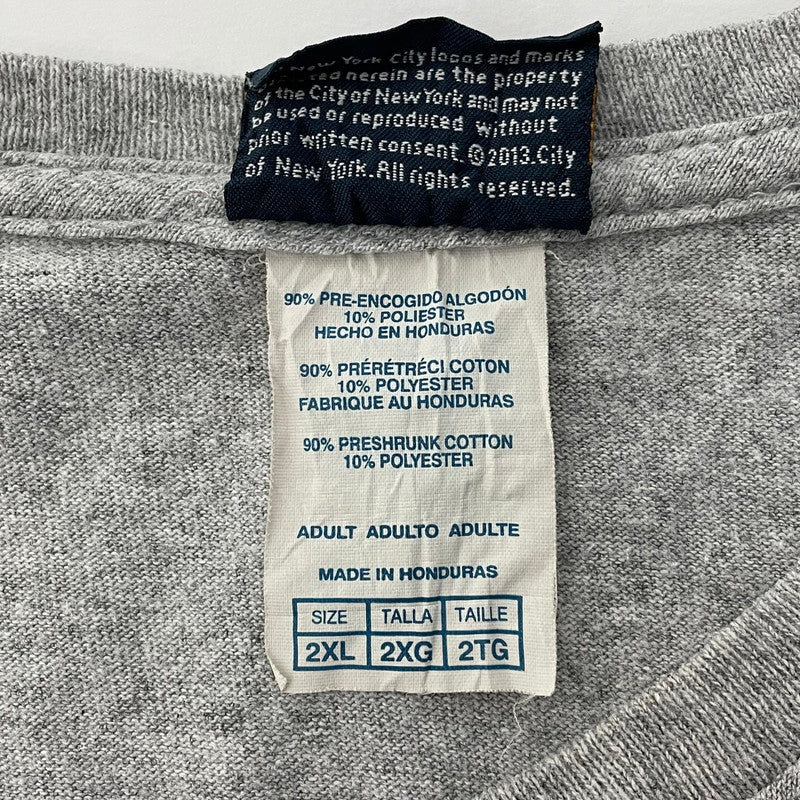 New York City logos and marks
herein are the property
of the City of New York and may not
be used or reproduced without
prior written consent. ©2013. City
of New York. All rights reserved.
90% PRE-ENCOGIDO ALGODÓN
10% POLIESTER
HECHO EN HONDURAS
90% PRÉRÉTRÉCI COTON
10% POLYESTER
FABRIQUE AU HONDURAS
90% PRESHRUNK COTTON
10% POLYESTER
ADULT ADULTO ADULTE
MADE IN HONDURAS
SIZE TALLA TAILLE
2XL 2XG 2TG